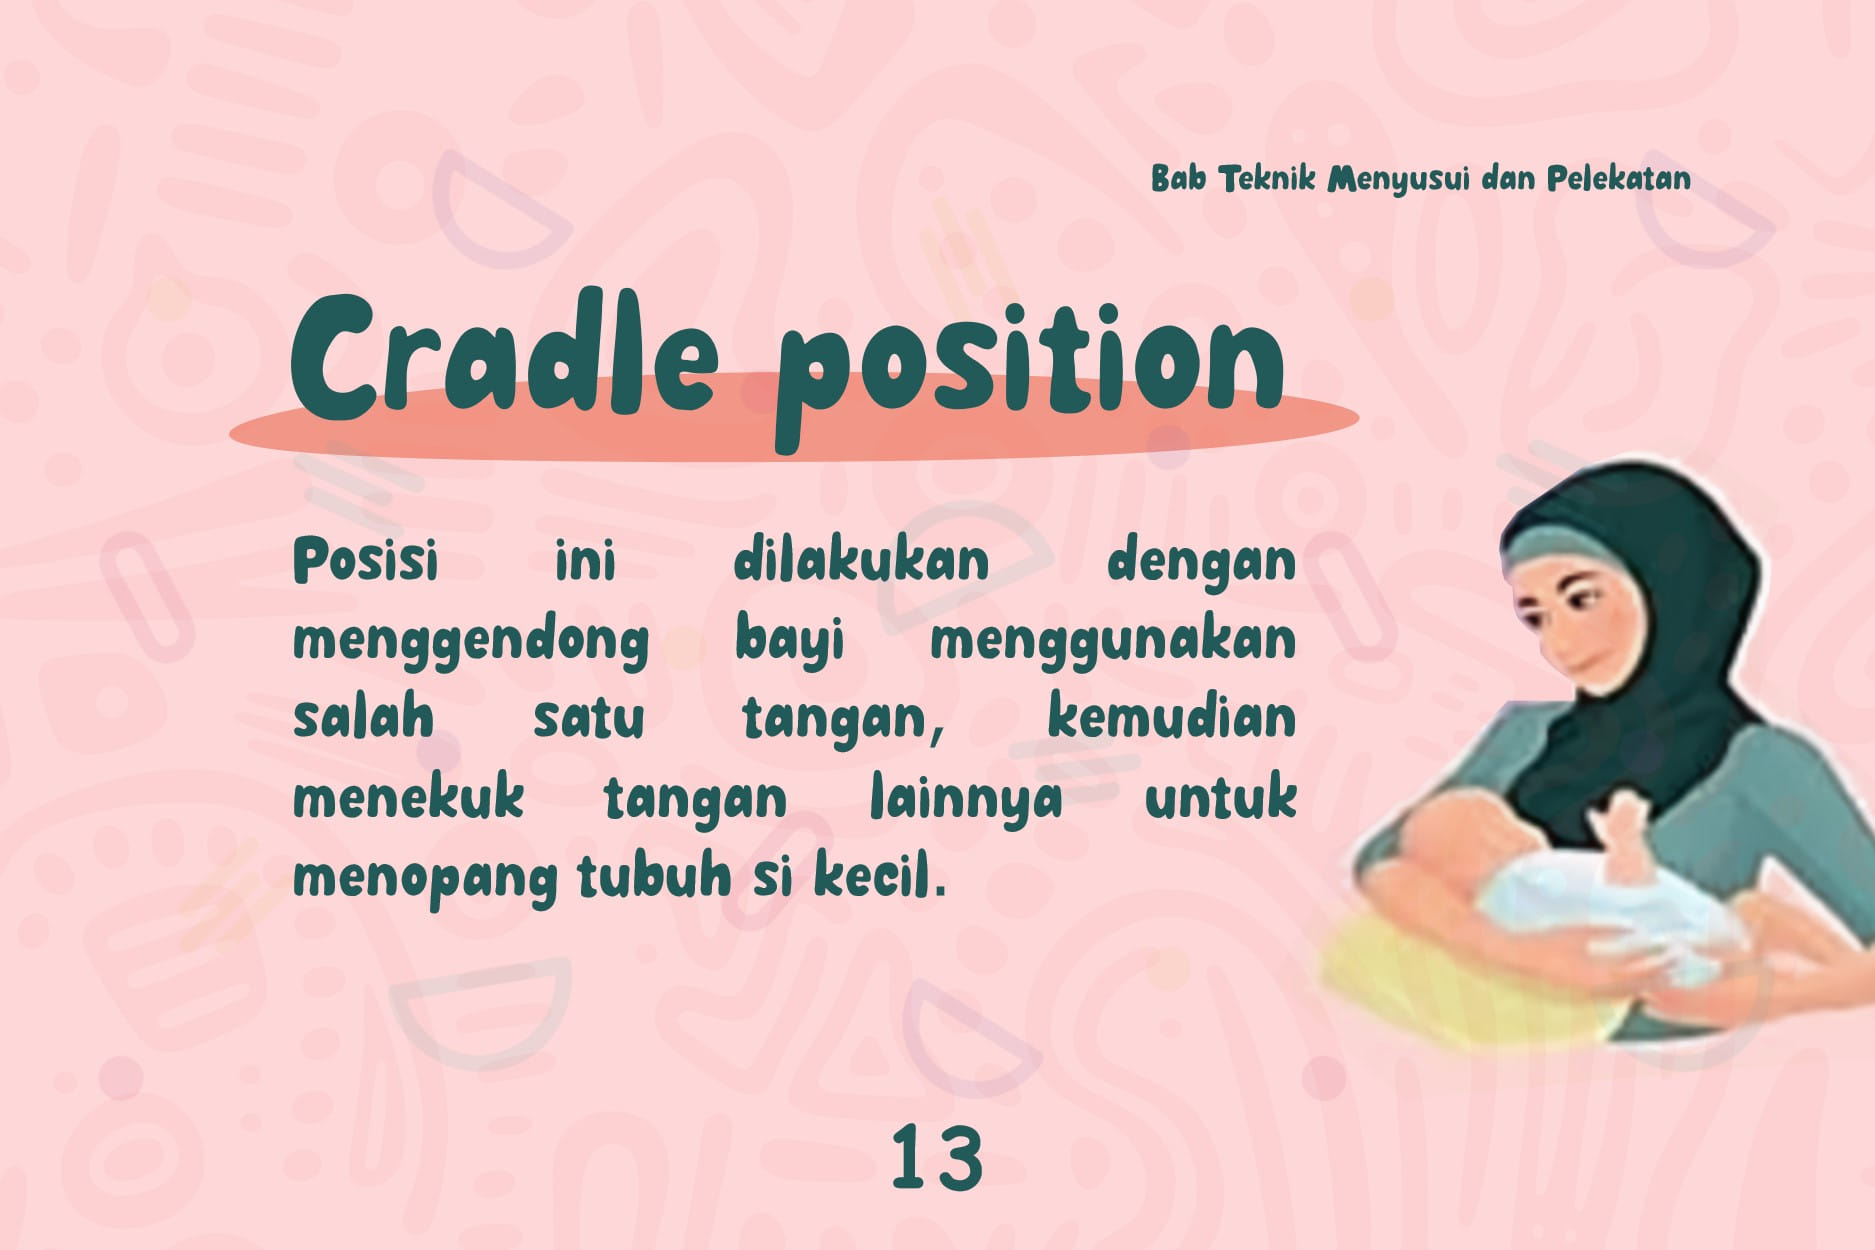 Bab Teknik Menyusui dan Pelekatan
Cradle position
Posisi ini dilakukan dengan
menggendong bayi menggunakan
salah satu tangan, kemudian
menekuk tangan lainnya untuk
menopang tubuh si kecil.
13